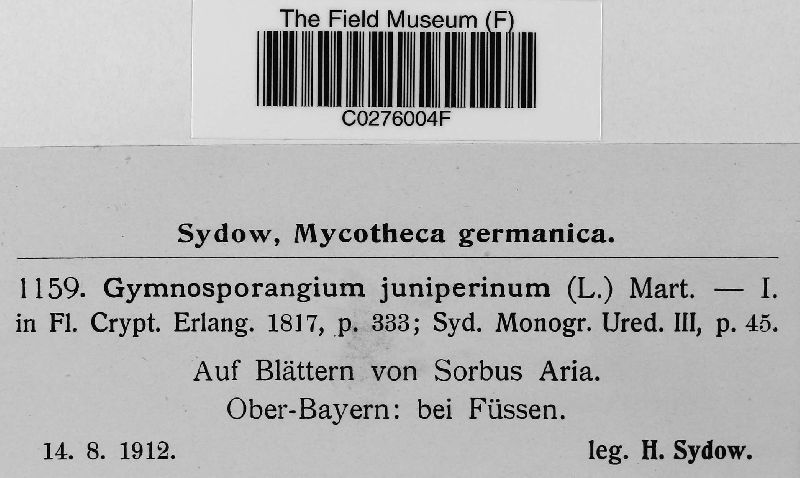 The Field Museum (F)
C0276004F
Sydow, Mycotheca germanica.
1159. Gymnosporangium juniperinum (L.) Mart. — I.
in Fl. Crypt. Erlang. 1817, p. 333; Syd. Monogr. Ured. III, p. 45.
Auf Blättern von Sorbus Aria.
Ober-Bayern: bei Füssen.
14. 8. 1912. leg. H. Sydow.